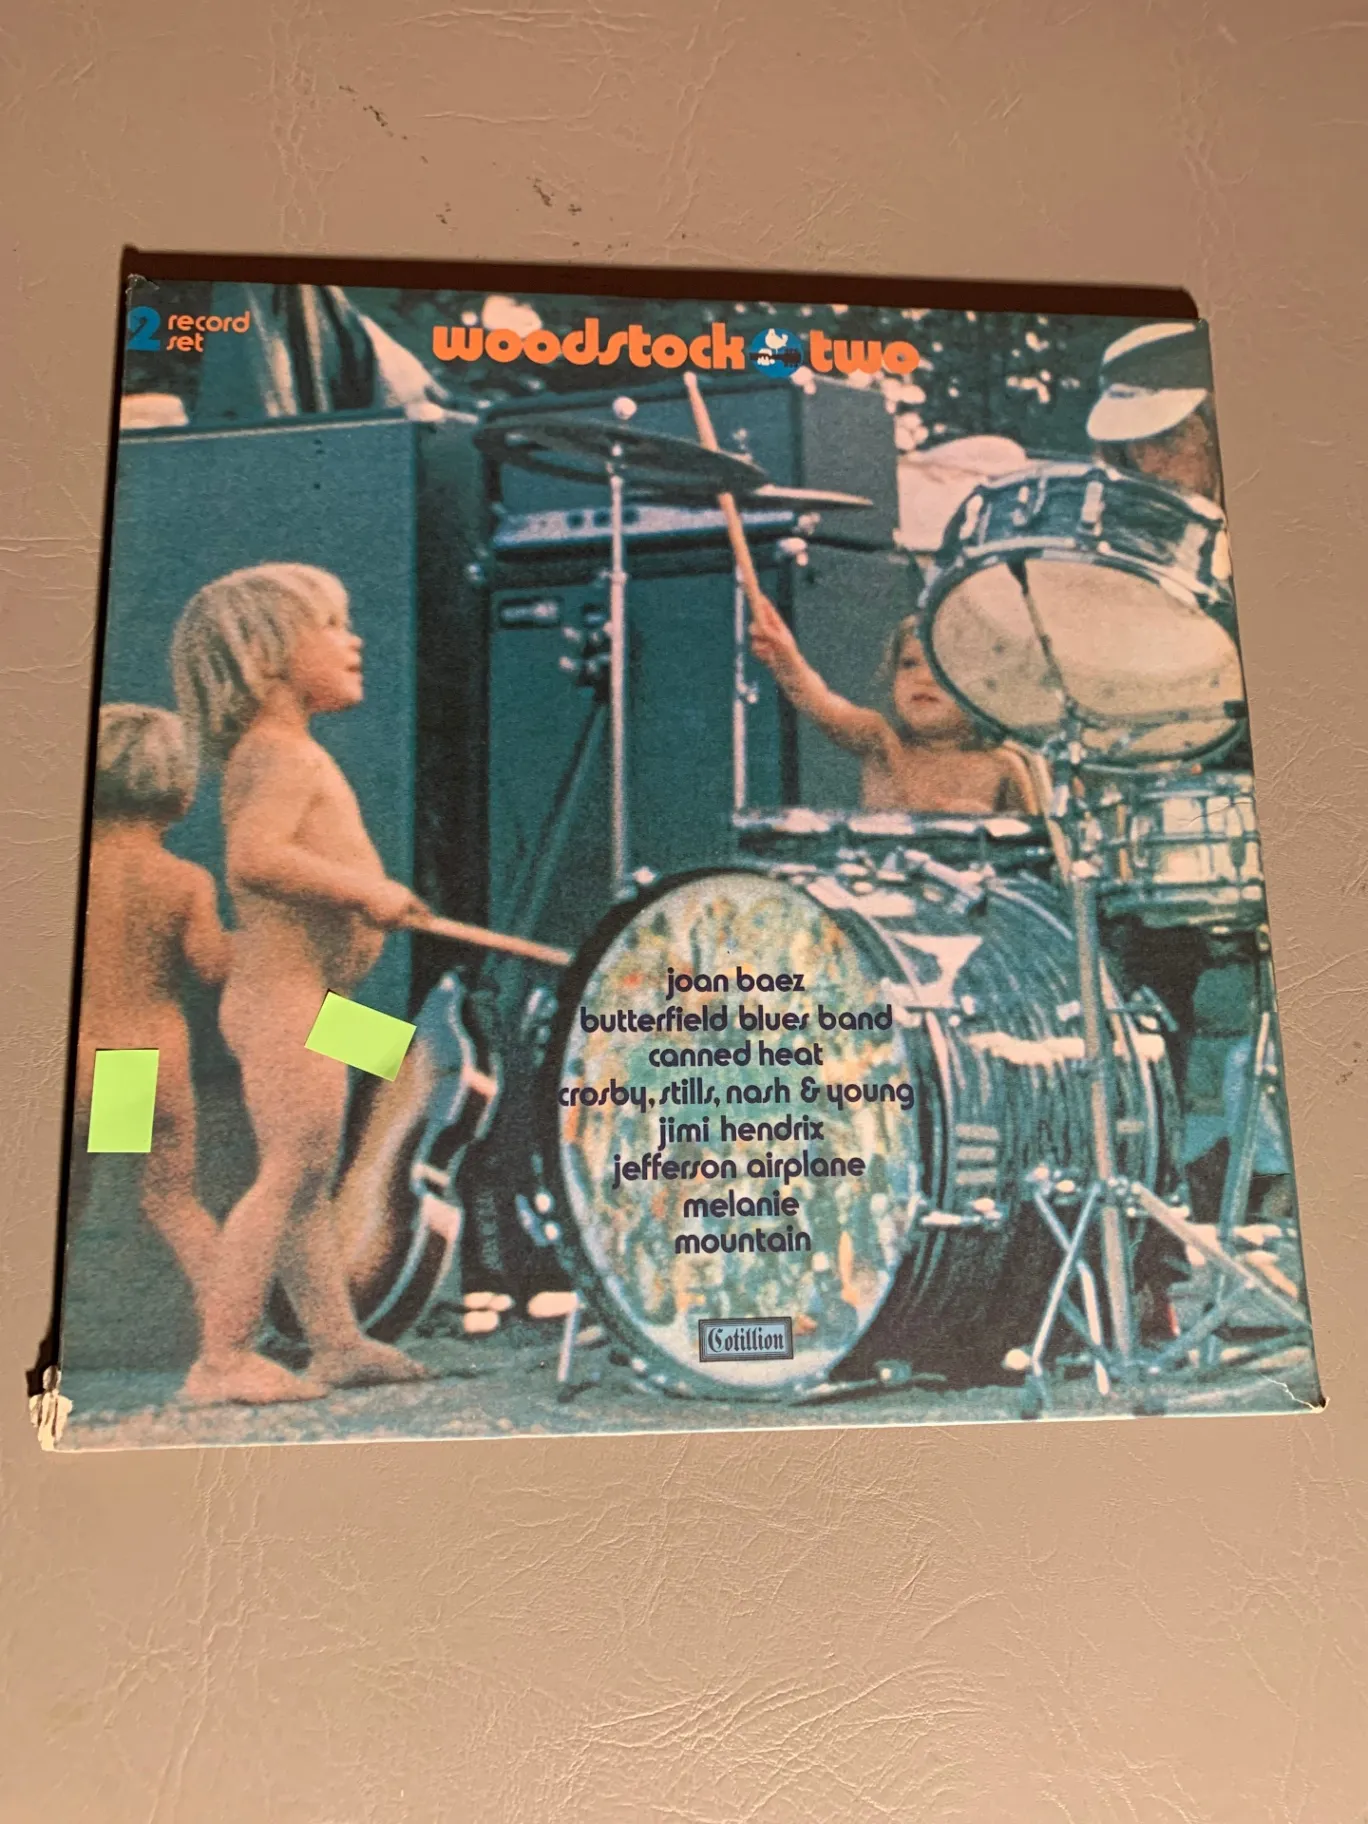 2 record
set
woodstock two
joan baez
butterfield blues band
canned heat
crosby, stills, nash & young
jimi hendrix
jefferson airplane
melanie
mountain
Cotillion